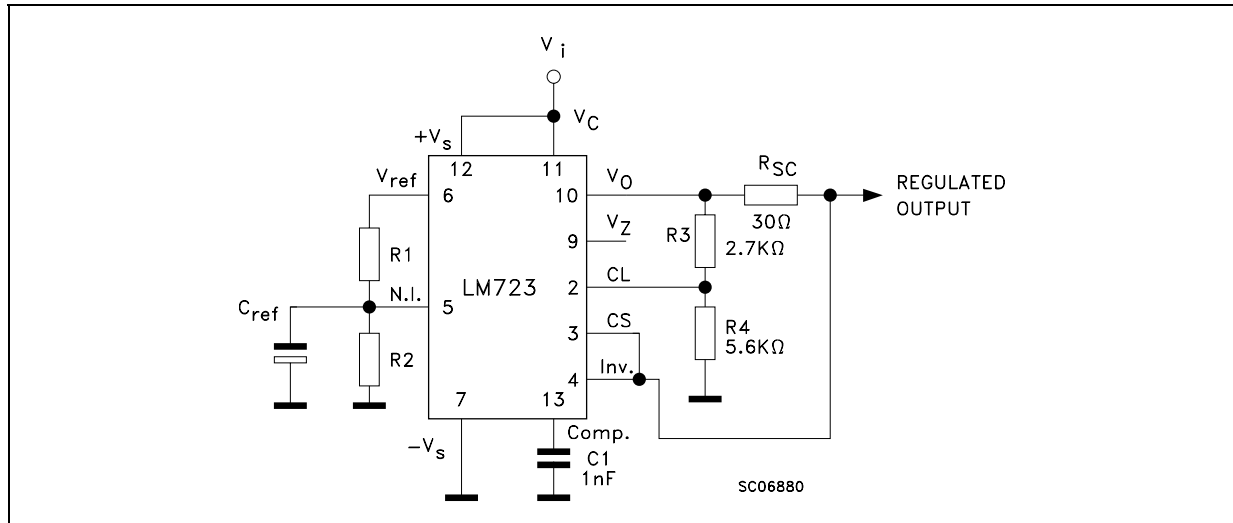 V i
V C
+V s
12
11
V ref
6
V O
10
R SC
30Ω
REGULATED
OUTPUT
V Z
9
R3
2.7KΩ
R1
LM723
CL
2
N.I.
5
C ref
CS
3
R4
5.6KΩ
R2
Inv.
4
7
13
-V s
Comp.
C1
1nF
SC06880